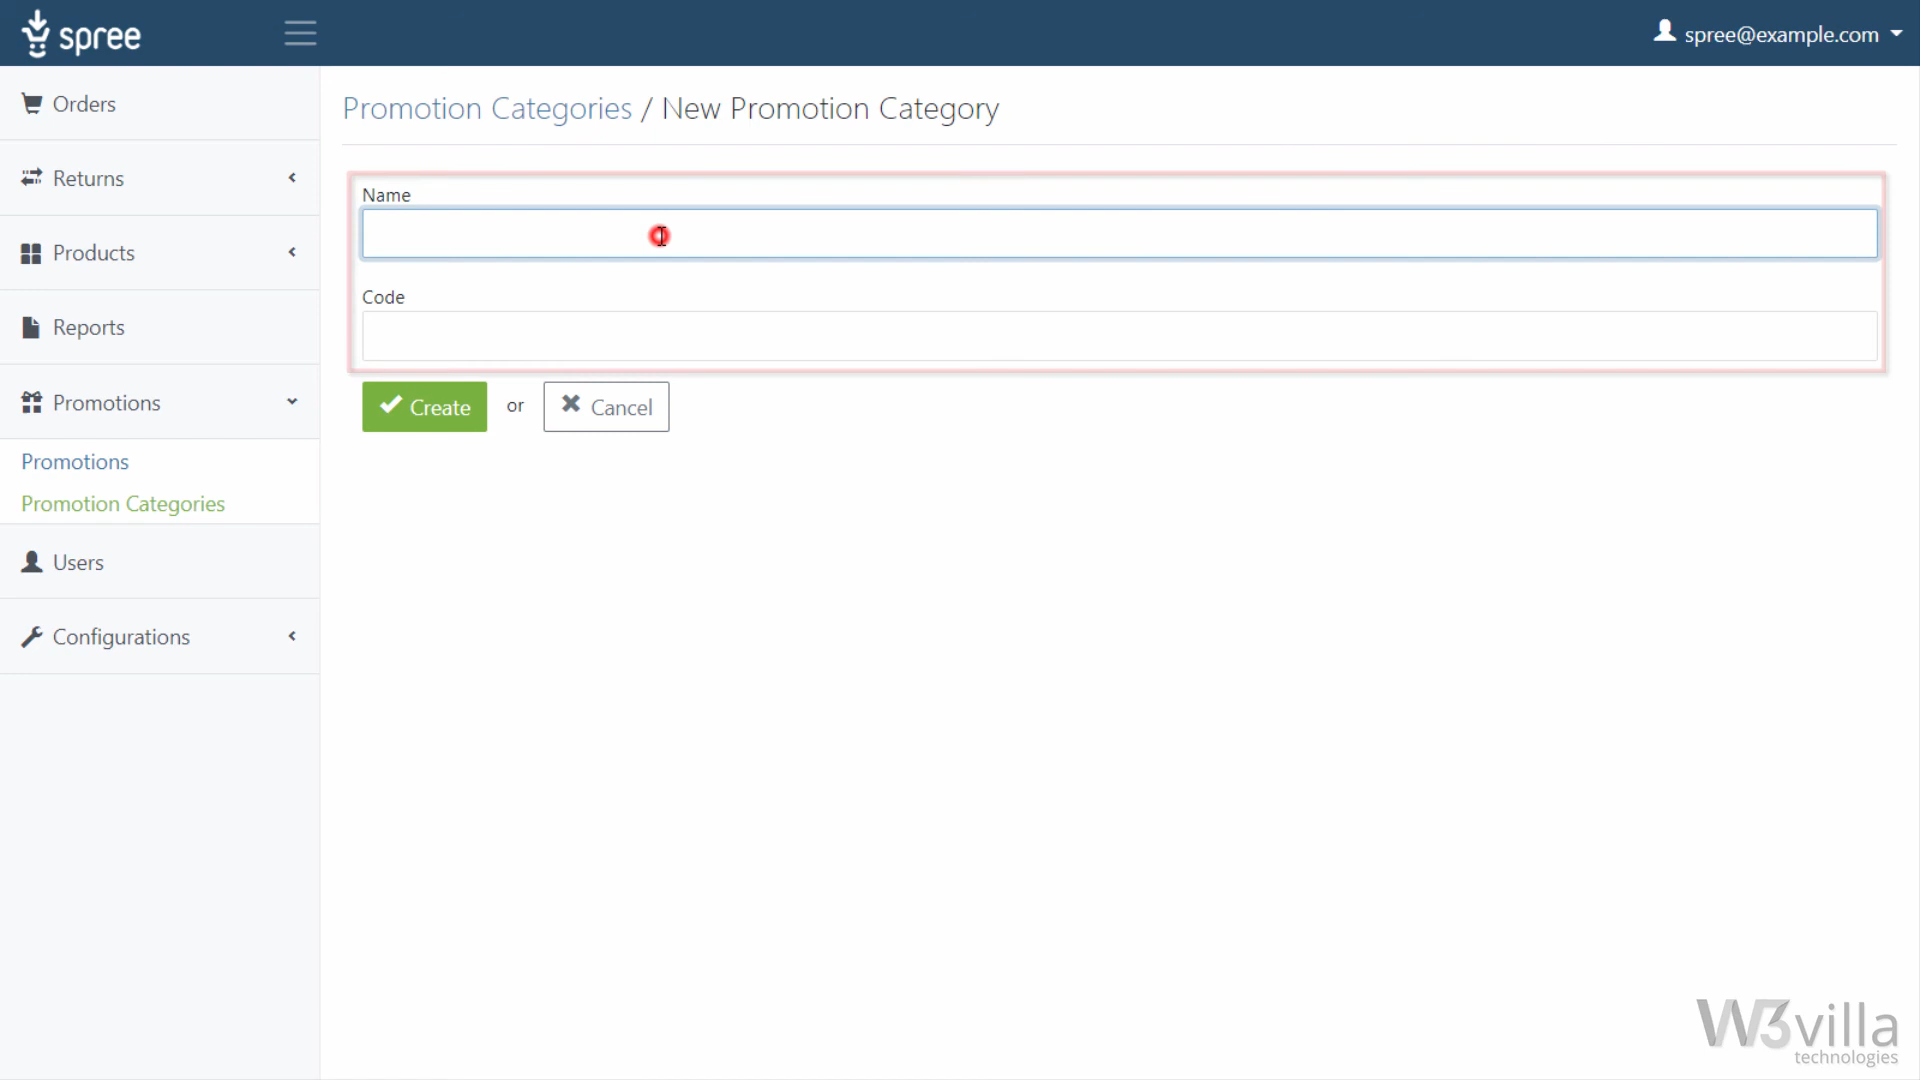 spree
spree@example.com
Orders
Returns
Products
Reports
Promotions
Promotions
Promotion Categories
Users
Configurations
Promotion Categories / New Promotion Category
Name
Code
Create or Cancel
W3villa
technologies